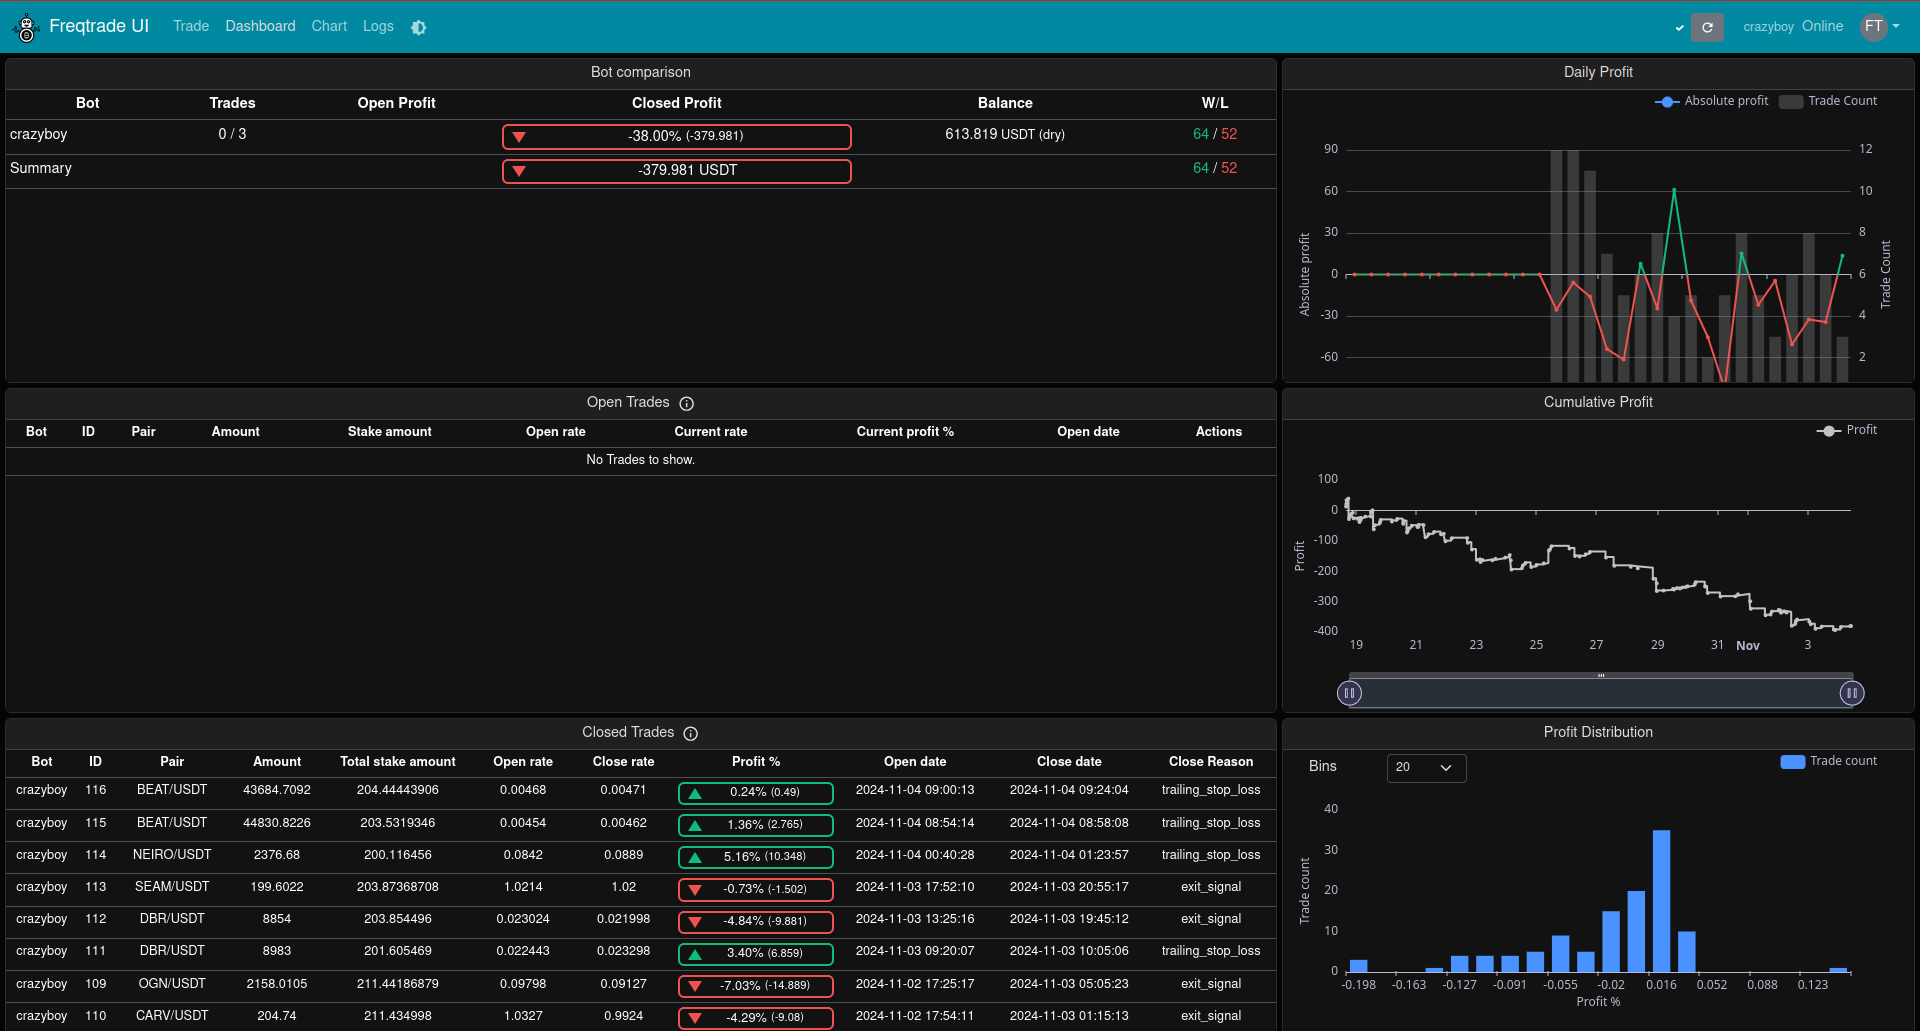 Freqtrade UI Trade Dashboard Chart Logs crazyboy Online FT
Bot comparison
Bot Trades Open Profit Closed Profit Balance W/L
crazyboy 0 / 3 -38.00% (-379.981) 613.819 USDT (dry) 64 / 52
Summary -379.981 USDT 64 / 52
Daily Profit
Absolute profit Trade Count
90 12
60 10
30 8
0 6
-30 4
-60 2
Absolute profit
Trade Count
Open Trades
Bot ID Pair Amount Stake amount Open rate Current rate Current profit % Open date Actions
No Trades to show.
Cumulative Profit
Profit
100
0
-100
-200
-300
-400
Profit
19 21 23 25 27 29 31 Nov 3
Closed Trades
Bot ID Pair Amount Total stake amount Open rate Close rate Profit % Open date Close date Close Reason
crazyboy 116 BEAT/USDT 43684.7092 204.44443906 0.00468 0.00471 0.24% (0.49) 2024-11-04 09:00:13 2024-11-04 09:24:04 trailing_stop_loss
crazyboy 115 BEAT/USDT 44830.8226 203.5319346 0.00454 0.00462 1.36% (2.765) 2024-11-04 08:54:14 2024-11-04 08:58:08 trailing_stop_loss
crazyboy 114 NEIRO/USDT 2376.68 200.116456 0.0842 0.0889 5.16% (10.348) 2024-11-04 00:40:28 2024-11-04 01:23:57 trailing_stop_loss
crazyboy 113 SEAM/USDT 199.6022 203.87368708 1.0214 1.02 -0.73% (-1.502) 2024-11-03 17:52:10 2024-11-03 20:55:17 exit_signal
crazyboy 112 DBR/USDT 8854 203.854496 0.023024 0.021998 -4.84% (-9.881) 2024-11-03 13:25:16 2024-11-03 19:45:12 exit_signal
crazyboy 111 DBR/USDT 8983 201.605469 0.022443 0.023298 3.40% (6.859) 2024-11-03 09:20:07 2024-11-03 10:05:06 trailing_stop_loss
crazyboy 109 OGN/USDT 2158.0105 211.44186879 0.09798 0.09127 -7.03% (-14.889) 2024-11-02 17:25:17 2024-11-03 05:05:23 exit_signal
crazyboy 110 CARV/USDT 204.74 211.434998 1.0327 0.9924 -4.29% (-9.08) 2024-11-02 17:54:11 2024-11-03 01:15:13 exit_signal
Profit Distribution
Bins 20 Trade count
40
30
20
10
0
Trade count
-0.198 -0.163 -0.127 -0.091 -0.055 -0.02 0.016 0.052 0.088 0.123
Profit %